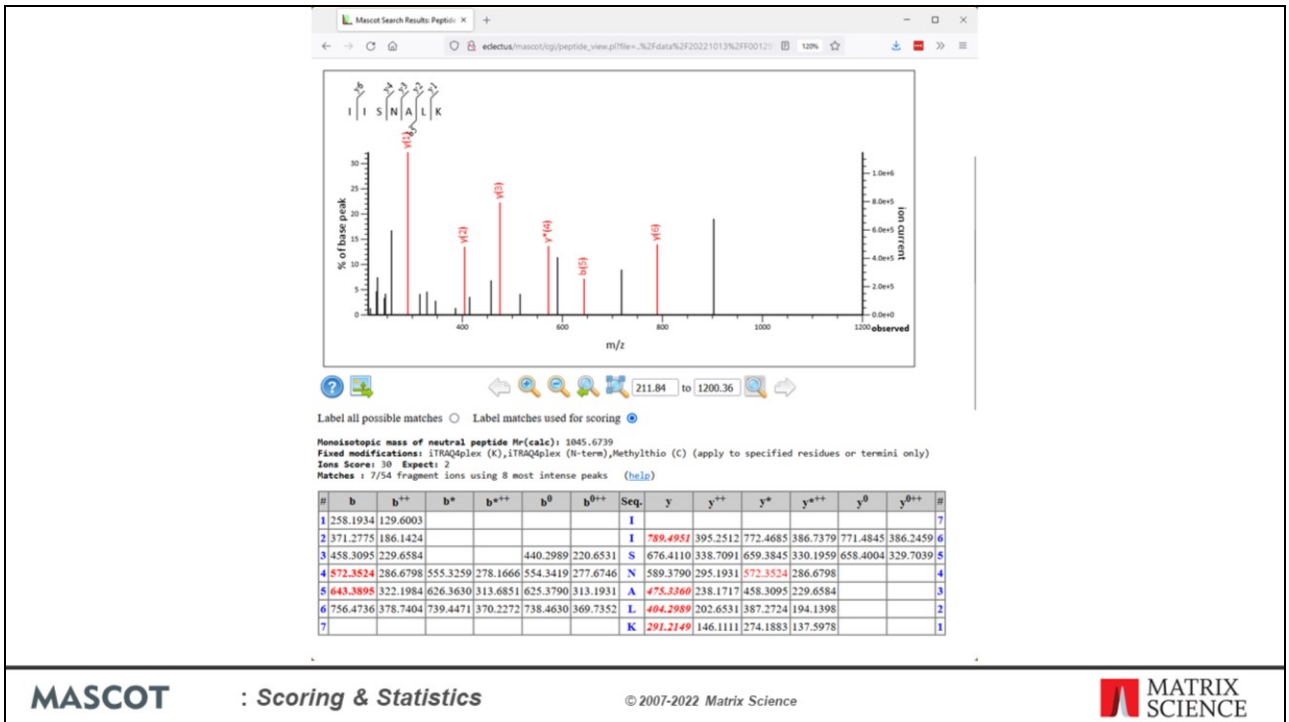 Mascot Search Results: Peptide
eclectus/mascot/cgi/peptide_view.pl?file=..%2Fdata%2F20221013%2FF00129
120%
y6 y4 y3 y2 y1
I I S N A L K
b5
y(1)
y(2)
y(3)
y*(4)
b(5)
y(6)
% of base peak
30
25
20
15
10
5
0
1.0e+6
8.0e+5
6.0e+5
4.0e+5
2.0e+5
0.0e+0
ion current
400 600 800 1000 1200 observed
m/z
211.84 to 1200.36
Label all possible matches Label matches used for scoring
Monoisotopic mass of neutral peptide Mr(calc): 1045.6739
Fixed modifications: iTRAQ4plex (K),iTRAQ4plex (N-term),Methylthio (C) (apply to specified residues or termini only)
Ions Score: 30 Expect: 2
Matches : 7/54 fragment ions using 8 most intense peaks (help)
# b b++ b* b*++ b0 b0++ Seq. y y++ y* y*++ y0 y0++ #
1 258.1934 129.6003 I 7
2 371.2775 186.1424 I 789.4951 395.2512 772.4685 386.7379 771.4845 386.2459 6
3 458.3095 229.6584 440.2989 220.6531 S 676.4110 338.7091 659.3845 330.1959 658.4004 329.7039 5
4 572.3524 286.6798 555.3259 278.1666 554.3419 277.6746 N 589.3790 295.1931 572.3524 286.6798 4
5 643.3895 322.1984 626.3630 313.6851 625.3790 313.1931 A 475.3360 238.1717 458.3095 229.6584 3
6 756.4736 378.7404 739.4471 370.2272 738.4630 369.7352 L 404.2989 202.6531 387.2724 194.1398 2
7 K 291.2149 146.1111 274.1883 137.5978 1
MASCOT : Scoring & Statistics © 2007-2022 Matrix Science MATRIX
SCIENCE